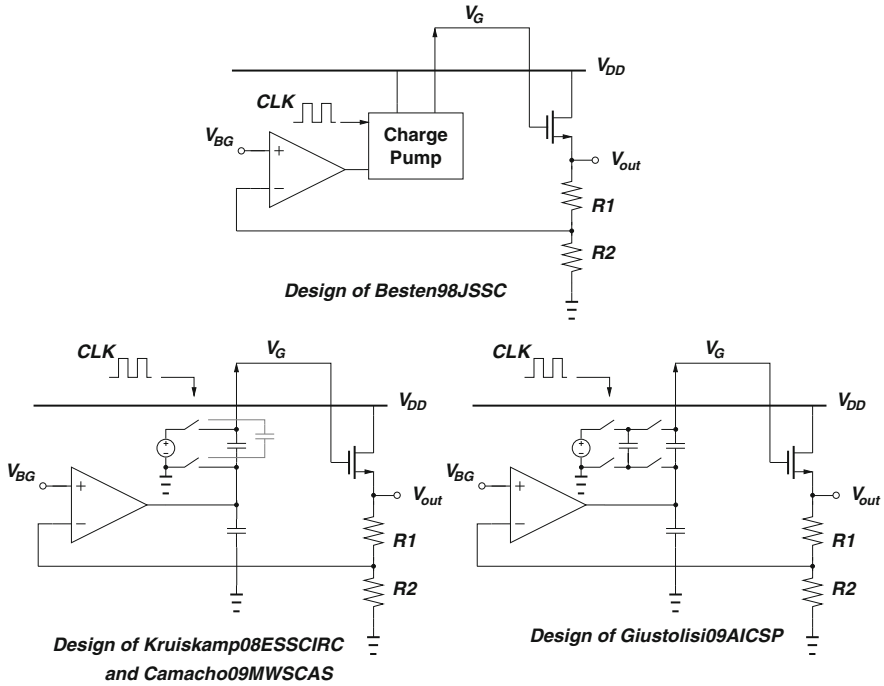 V_G
V_DD
CLK
V_BG
+
−
Charge
Pump
V_out
R1
R2
Design of Besten98JSSC
CLK
V_G
V_DD
+
−
V_BG
+
−
V_out
R1
R2
Design of Kruiskamp08ESSCIRC
and Camacho09MWSCAS
CLK
V_G
V_DD
+
−
V_BG
+
−
V_out
R1
R2
Design of Giustolisi09AICSP